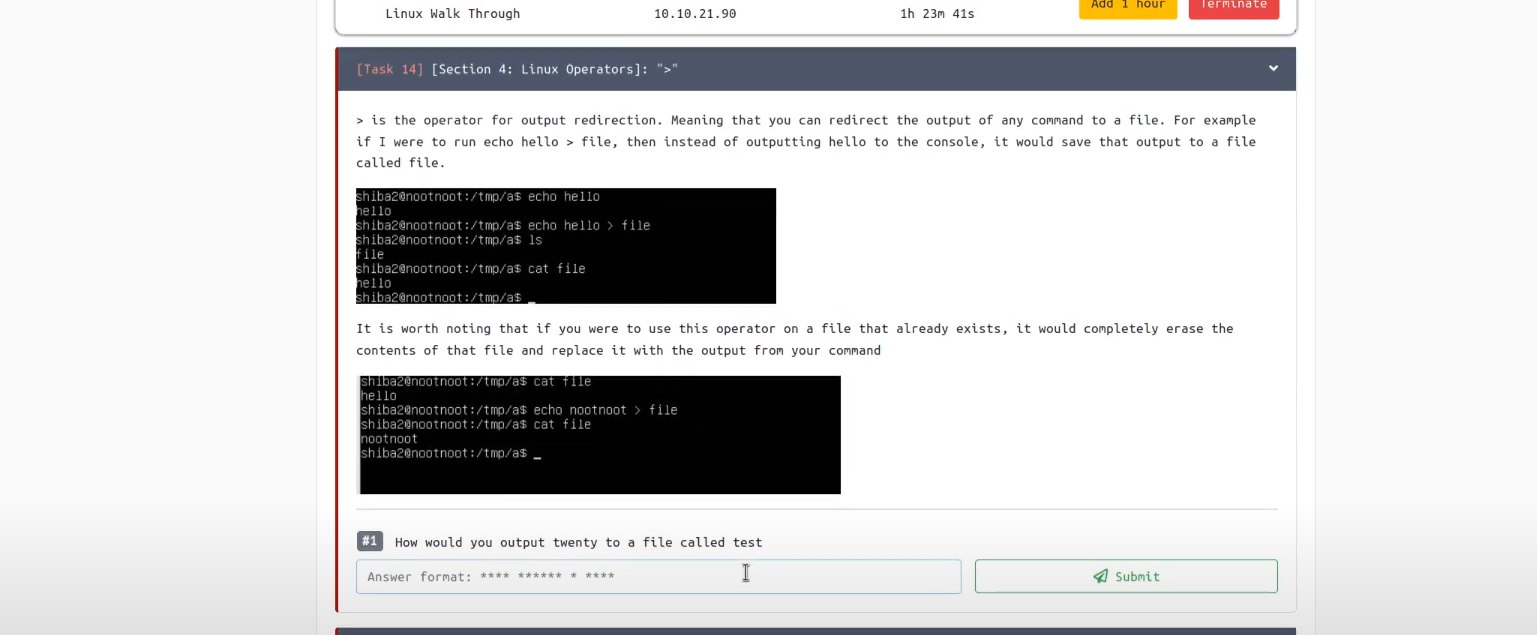 Linux Walk Through 10.10.21.90 1h 23m 41s Add 1 hour Terminate
[Task 14] [Section 4: Linux Operators]: ">"
> is the operator for output redirection. Meaning that you can redirect the output of any command to a file. For example
if I were to run echo hello > file, then instead of outputting hello to the console, it would save that output to a file
called file.
shiba2@nootnoot:/tmp/a$ echo hello
hello
shiba2@nootnoot:/tmp/a$ echo hello > file
shiba2@nootnoot:/tmp/a$ ls
file
shiba2@nootnoot:/tmp/a$ cat file
hello
shiba2@nootnoot:/tmp/a$ _
It is worth noting that if you were to use this operator on a file that already exists, it would completely erase the
contents of that file and replace it with the output from your command
shiba2@nootnoot:/tmp/a$ cat file
hello
shiba2@nootnoot:/tmp/a$ echo nootnoot > file
shiba2@nootnoot:/tmp/a$ cat file
nootnoot
shiba2@nootnoot:/tmp/a$ _
#1 How would you output twenty to a file called test
Answer format: **** ****** * **** Submit